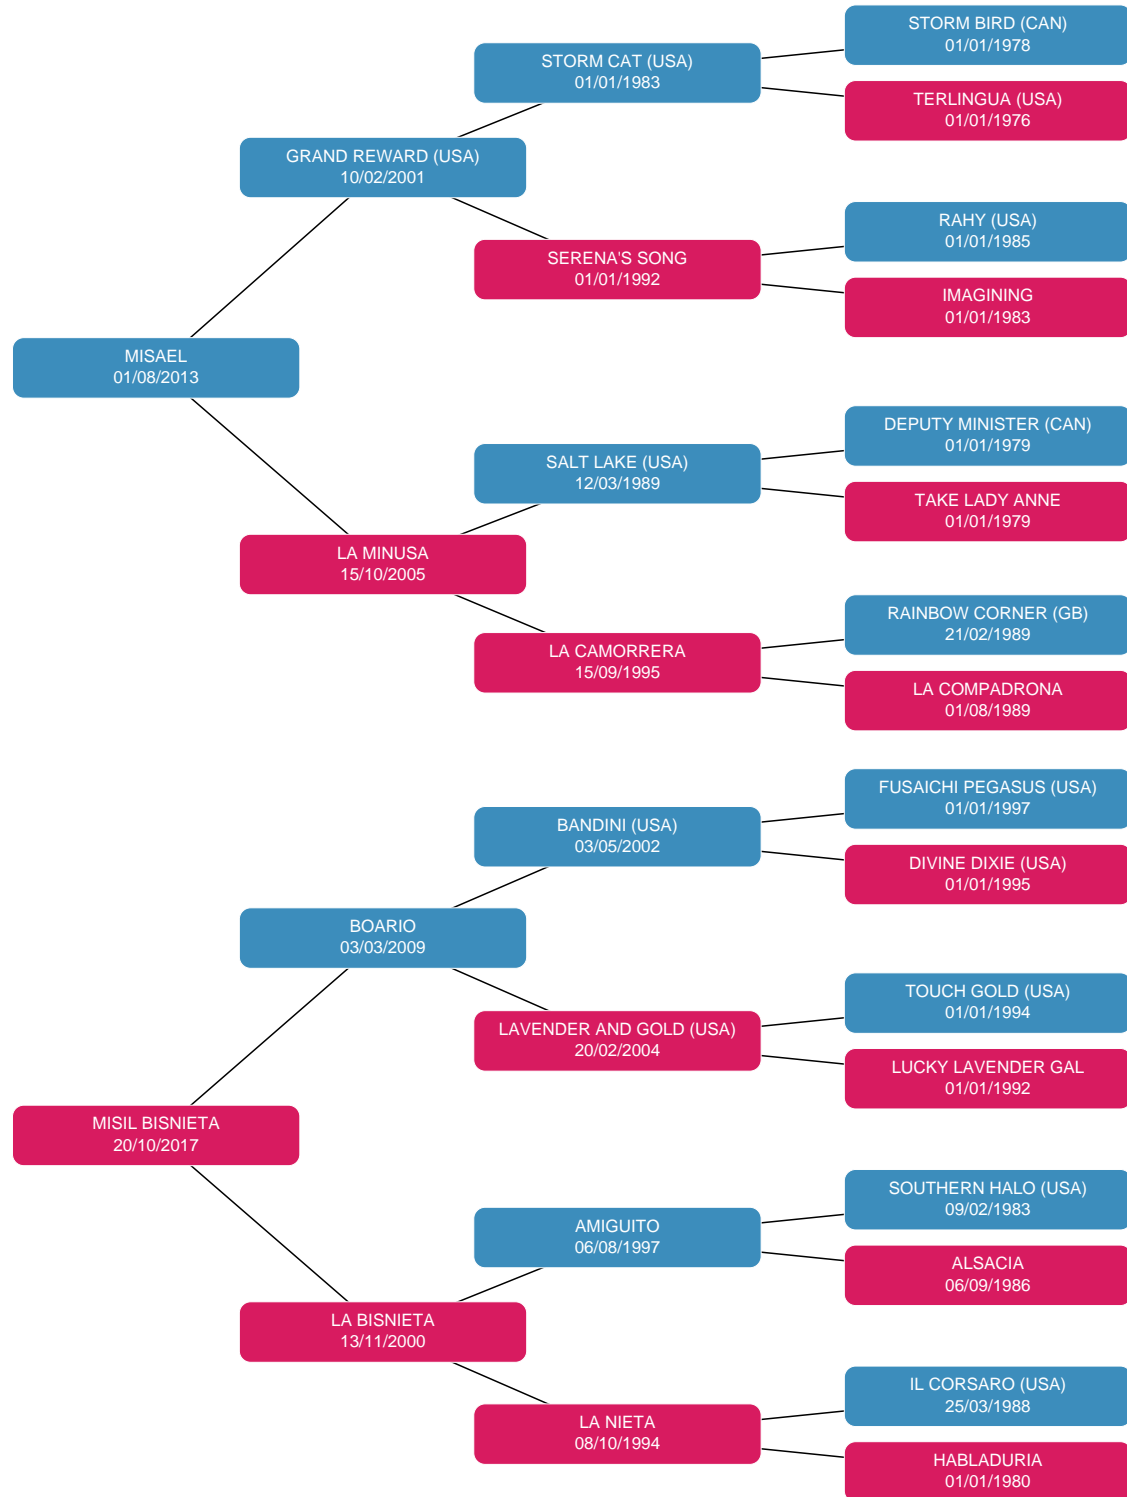 STORM BIRD (CAN)
01/01/1978
STORM CAT (USA)
01/01/1983
TERLINGUA (USA)
01/01/1976
GRAND REWARD (USA)
10/02/2001
RAHY (USA)
01/01/1985
SERENA'S SONG
01/01/1992
IMAGINING
01/01/1983
MISAEL
01/08/2013
DEPUTY MINISTER (CAN)
01/01/1979
SALT LAKE (USA)
12/03/1989
TAKE LADY ANNE
01/01/1979
LA MINUSA
15/10/2005
RAINBOW CORNER (GB)
21/02/1989
LA CAMORRERA
15/09/1995
LA COMPADRONA
01/08/1989
FUSAICHI PEGASUS (USA)
01/01/1997
BANDINI (USA)
03/05/2002
DIVINE DIXIE (USA)
01/01/1995
BOARIO
03/03/2009
TOUCH GOLD (USA)
01/01/1994
LAVENDER AND GOLD (USA)
20/02/2004
LUCKY LAVENDER GAL
01/01/1992
MISIL BISNIETA
20/10/2017
SOUTHERN HALO (USA)
09/02/1983
AMIGUITO
06/08/1997
ALSACIA
06/09/1986
LA BISNIETA
13/11/2000
IL CORSARO (USA)
25/03/1988
LA NIETA
08/10/1994
HABLADURIA
01/01/1980